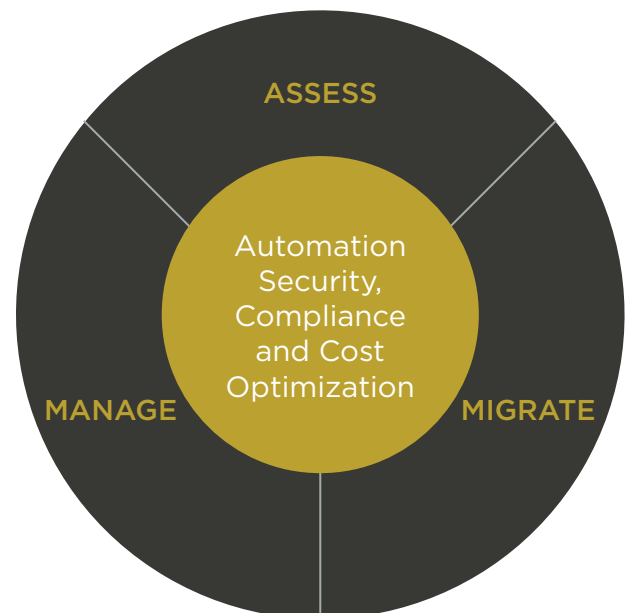 ASSESS
Automation
Security,
Compliance
and Cost
Optimization
MANAGE
MIGRATE